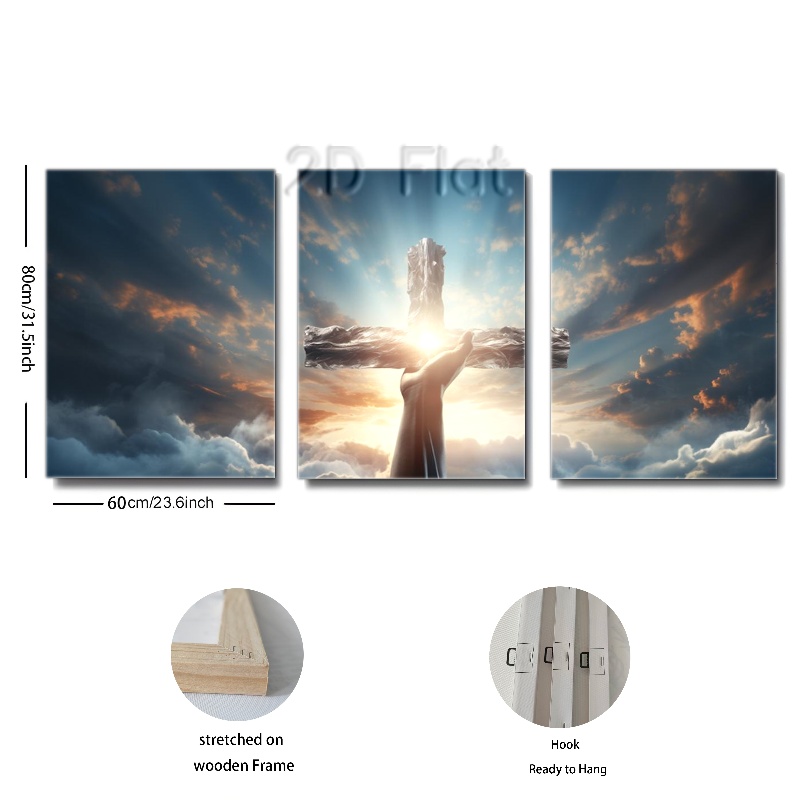 2D Flat
80cm/31.5inch
60cm/23.6inch
stretched on
wooden Frame
Hook
Ready to Hang